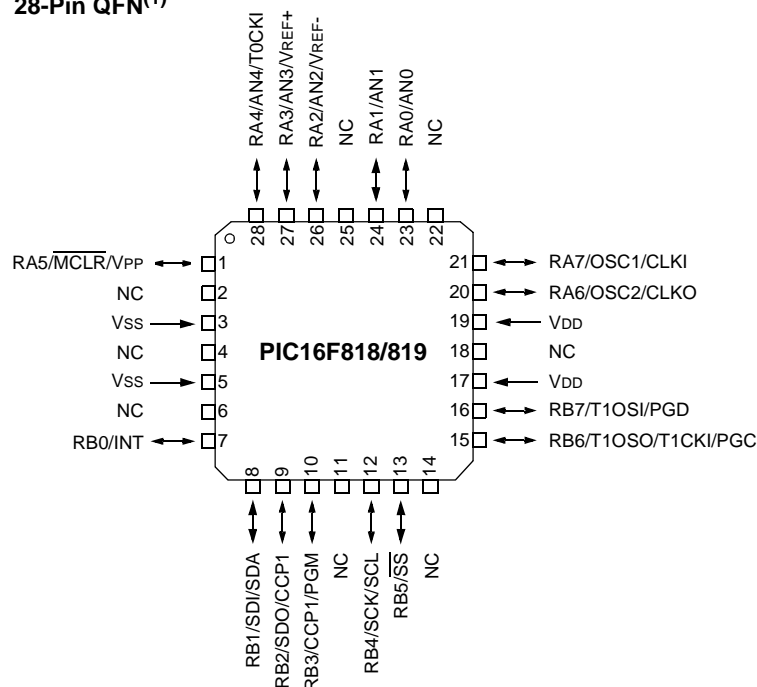 28-Pin QFN(1)
RA4/AN4/T0CKI
RA3/AN3/VREF+
RA2/AN2/VREF-
NC
RA1/AN1
RA0/AN0
NC
28 27 26 25 24 23 22
RA5/MCLR/VPP 1
NC 2
VSS 3
NC 4
VSS 5
NC 6
RB0/INT 7
PIC16F818/819
21 RA7/OSC1/CLKI
20 RA6/OSC2/CLKO
19 VDD
18 NC
17 VDD
16 RB7/T1OSI/PGD
15 RB6/T1OSO/T1CKI/PGC
8 9 10 11 12 13 14
RB1/SDI/SDA
RB2/SDO/CCP1
RB3/CCP1/PGM
NC
RB4/SCK/SCL
RB5/SS
NC